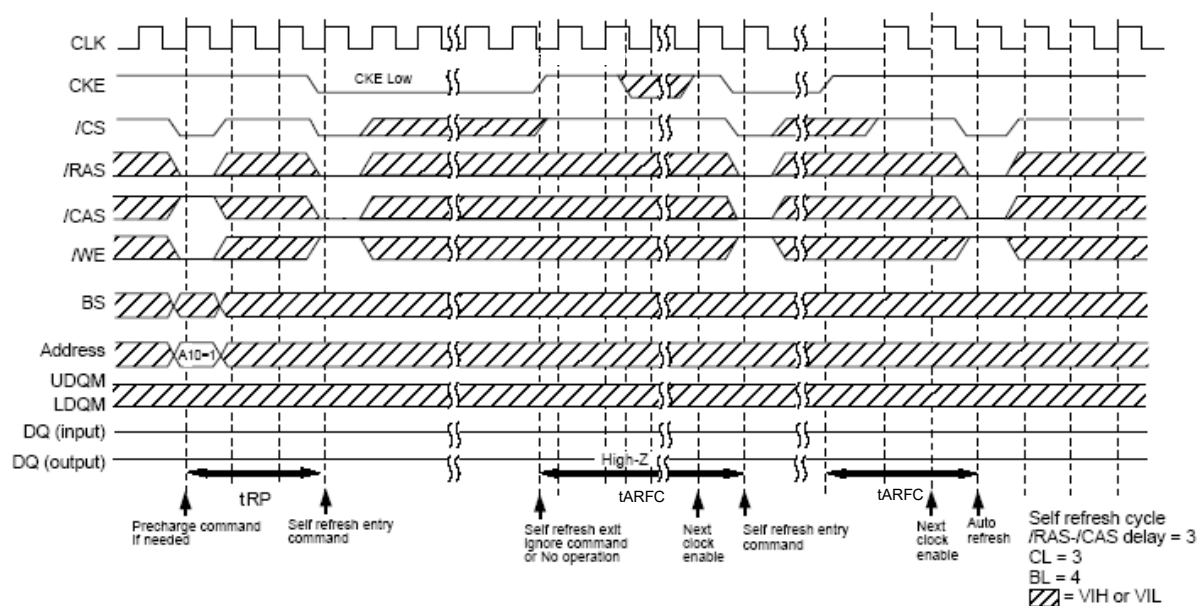 CLK
CKE
CKE Low
/CS
/RAS
/CAS
/WE
BS
Address
A10=1
UDQM
LDQM
DQ (input)
DQ (output)
High-Z
tRP
tARFC
tARFC
Precharge command
If needed
Self refresh entry
command
Self refresh exit
Ignore command
or No operation
Next
clock
enable
Self refresh entry
command
Next
clock
enable
Auto
refresh
Self refresh cycle
/RAS-/CAS delay = 3
CL = 3
BL = 4
= VIH or VIL